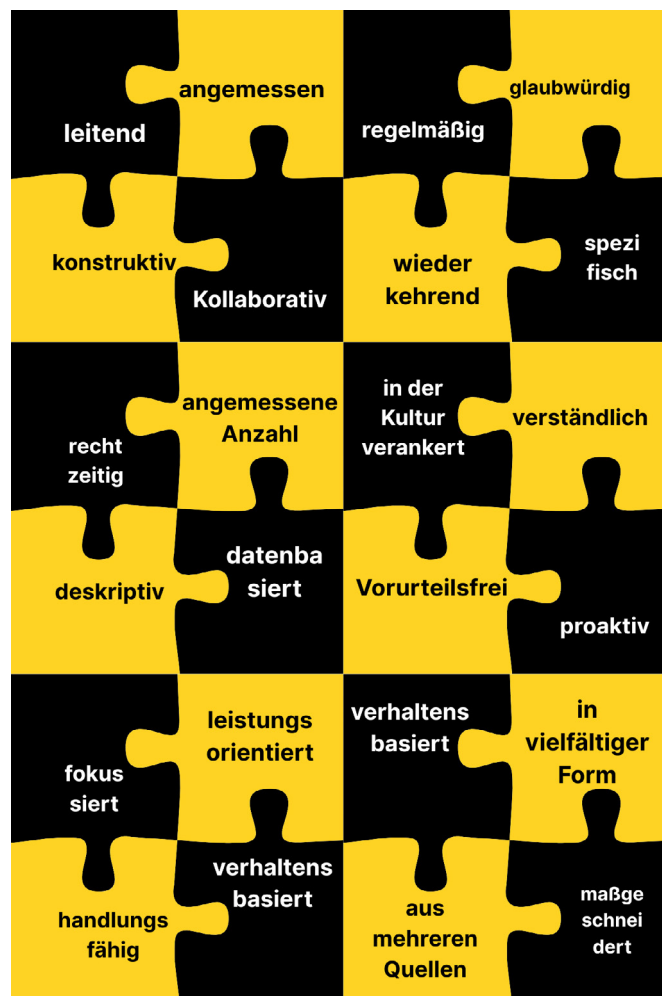 angemessen
leitend
glaubwürdig
regelmäßig
konstruktiv
Kollaborativ
wieder
kehrend
spezi
fisch
recht
zeitig
angemessene
Anzahl
in der
Kultur
verankert
verständlich
deskriptiv
datenba
siert
Vorurteilsfrei
proaktiv
fokus
siert
leistungs
orientiert
verhaltens
basiert
in
vielfältiger
Form
handlungs
fähig
verhaltens
basiert
aus
mehreren
Quellen
maßge
schnei
dert